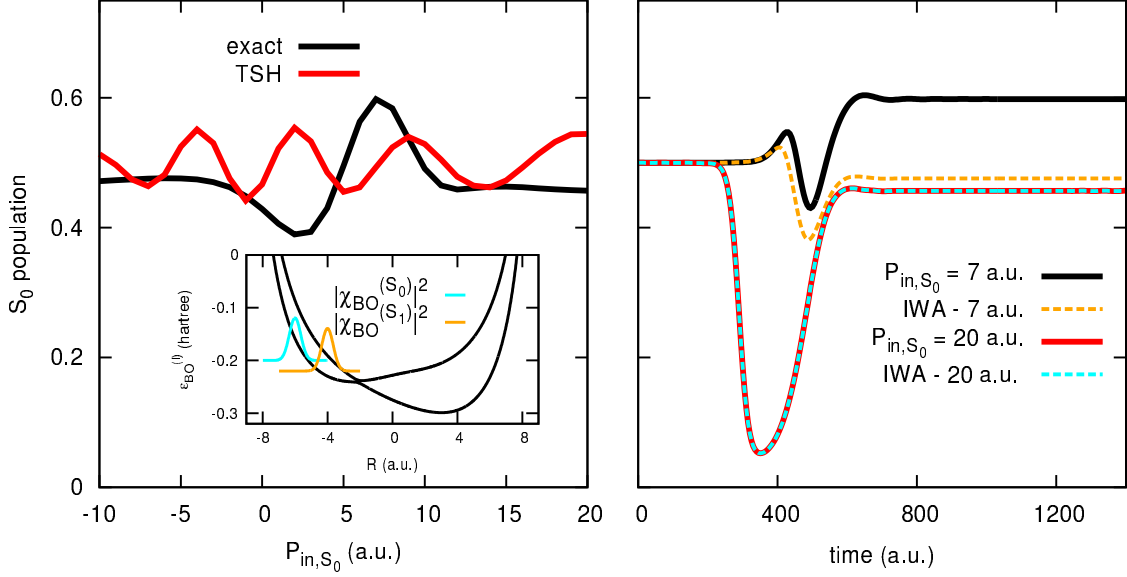 exact
TSH
0.6
0.4
0.2
0
S0 population
-10
-5
0
5
10
15
20
Pin,S0 (a.u.)
0
-0.1
-0.2
-0.3
εBO(l) (hartree)
|χBO(S0)|2
|χBO(S1)|2
-8
-4
0
4
8
R (a.u.)
Pin,S0 = 7 a.u.
IWA - 7 a.u.
Pin,S0 = 20 a.u.
IWA - 20 a.u.
0
400
800
1200
time (a.u.)